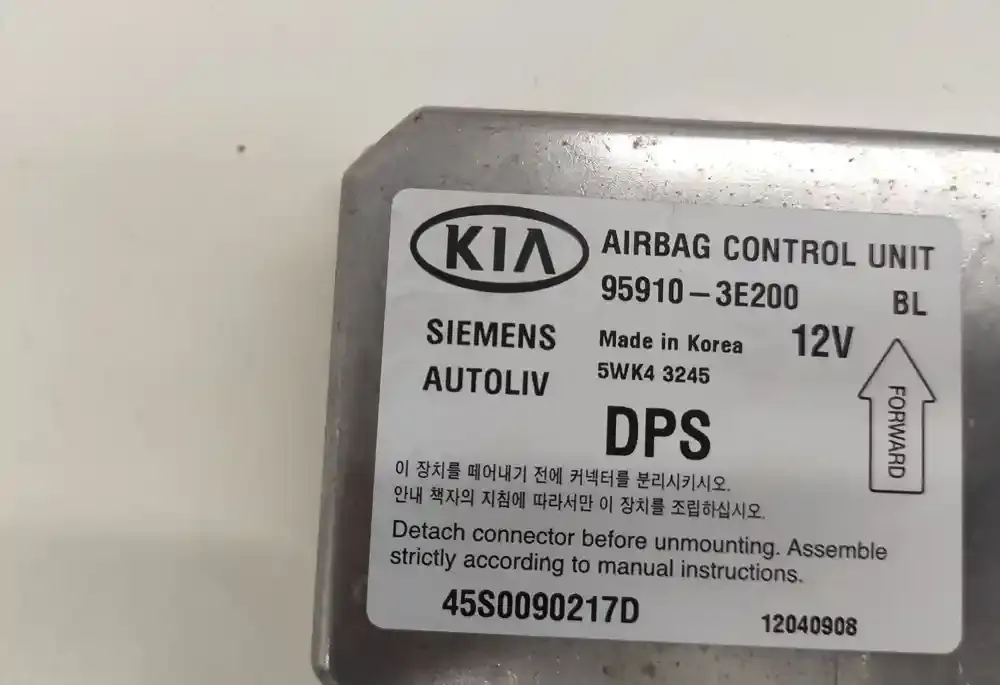 KIA
AIRBAG CONTROL UNIT
95910-3E200
BL
SIEMENS
AUTOLIV
Made in Korea
12V
5WK4 3245
DPS
FORWARD
이 장치를 떼어내기 전에 커넥터를 분리시키시오.
안내 책자의 지침에 따라서만 이 장치를 조립하십시오.
Detach connector before unmounting. Assemble
strictly according to manual instructions.
45S0090217D
12040908